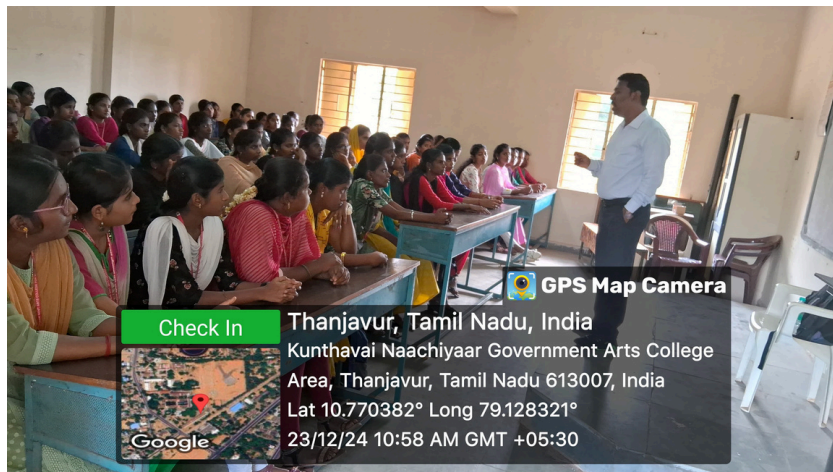 GPS Map Camera
Check In
Thanjavur, Tamil Nadu, India
Kunthavai Naachiyaar Government Arts College
Area, Thanjavur, Tamil Nadu 613007, India
Lat 10.770382° Long 79.128321°
23/12/24 10:58 AM GMT +05:30
Google